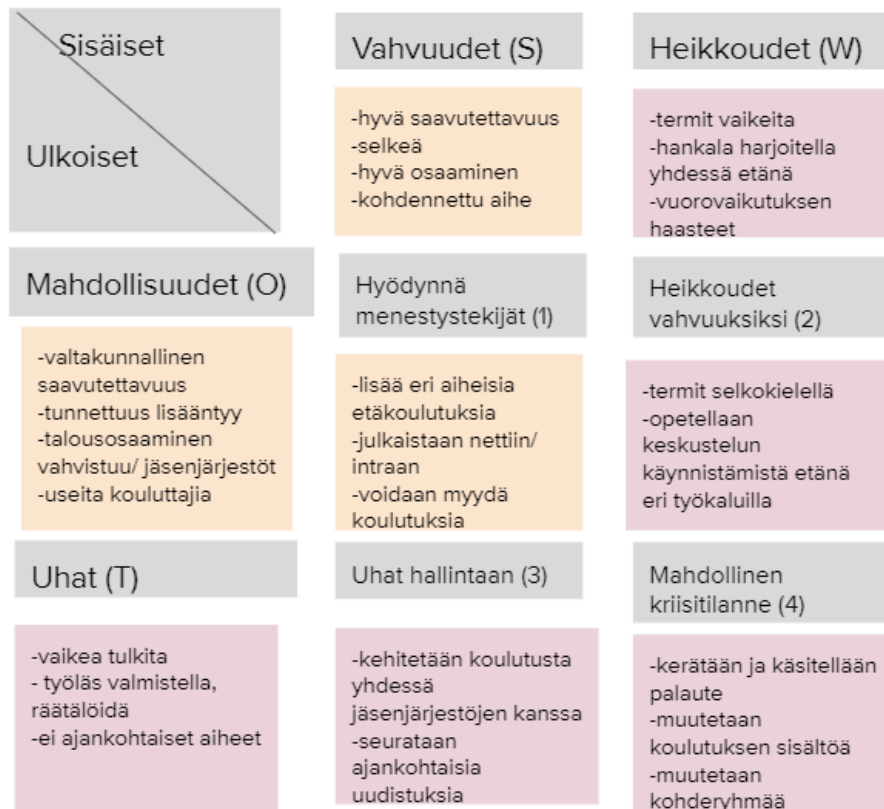 Sisäiset
Ulkoiset
Vahvuudet (S)
-hyvä saavutettavuus
-selkeä
-hyvä osaaminen
-kohdennettu aihe
Heikkoudet (W)
-termit vaikeita
-hankala harjoitella
yhdessä etänä
-vuorovaikutuksen
haasteet
Mahdollisuudet (O)
-valtakunnallinen
saavutettavuus
-tunnettuus lisääntyy
-talousosaaminen
vahvistuu/ jäsenjärjestöt
-useita kouluttajia
Hyödynnä
menestystekijät (1)
-lisää eri aiheisia
etäkoulutuksia
-julkaistaan nettiin/
intraan
-voidaan myydä
koulutuksia
Heikkoudet
vahvuuksiksi (2)
-termit selkokielellä
-opetellaan
keskustelun
käynnistämistä etänä
eri työkaluilla
Uhat (T)
-vaikea tulkita
- työläs valmistella,
räätälöidä
-ei ajankohtaiset aiheet
Uhat hallintaan (3)
-kehitetään koulutusta
yhdessä
jäsenjärjestöjen kanssa
-seurataan
ajankohtaisia
uudistuksia
Mahdollinen
kriisitilanne (4)
-kerätään ja käsitellään
palaute
-muutetaan
koulutuksen sisältöä
-muutetaan
kohderyhmää